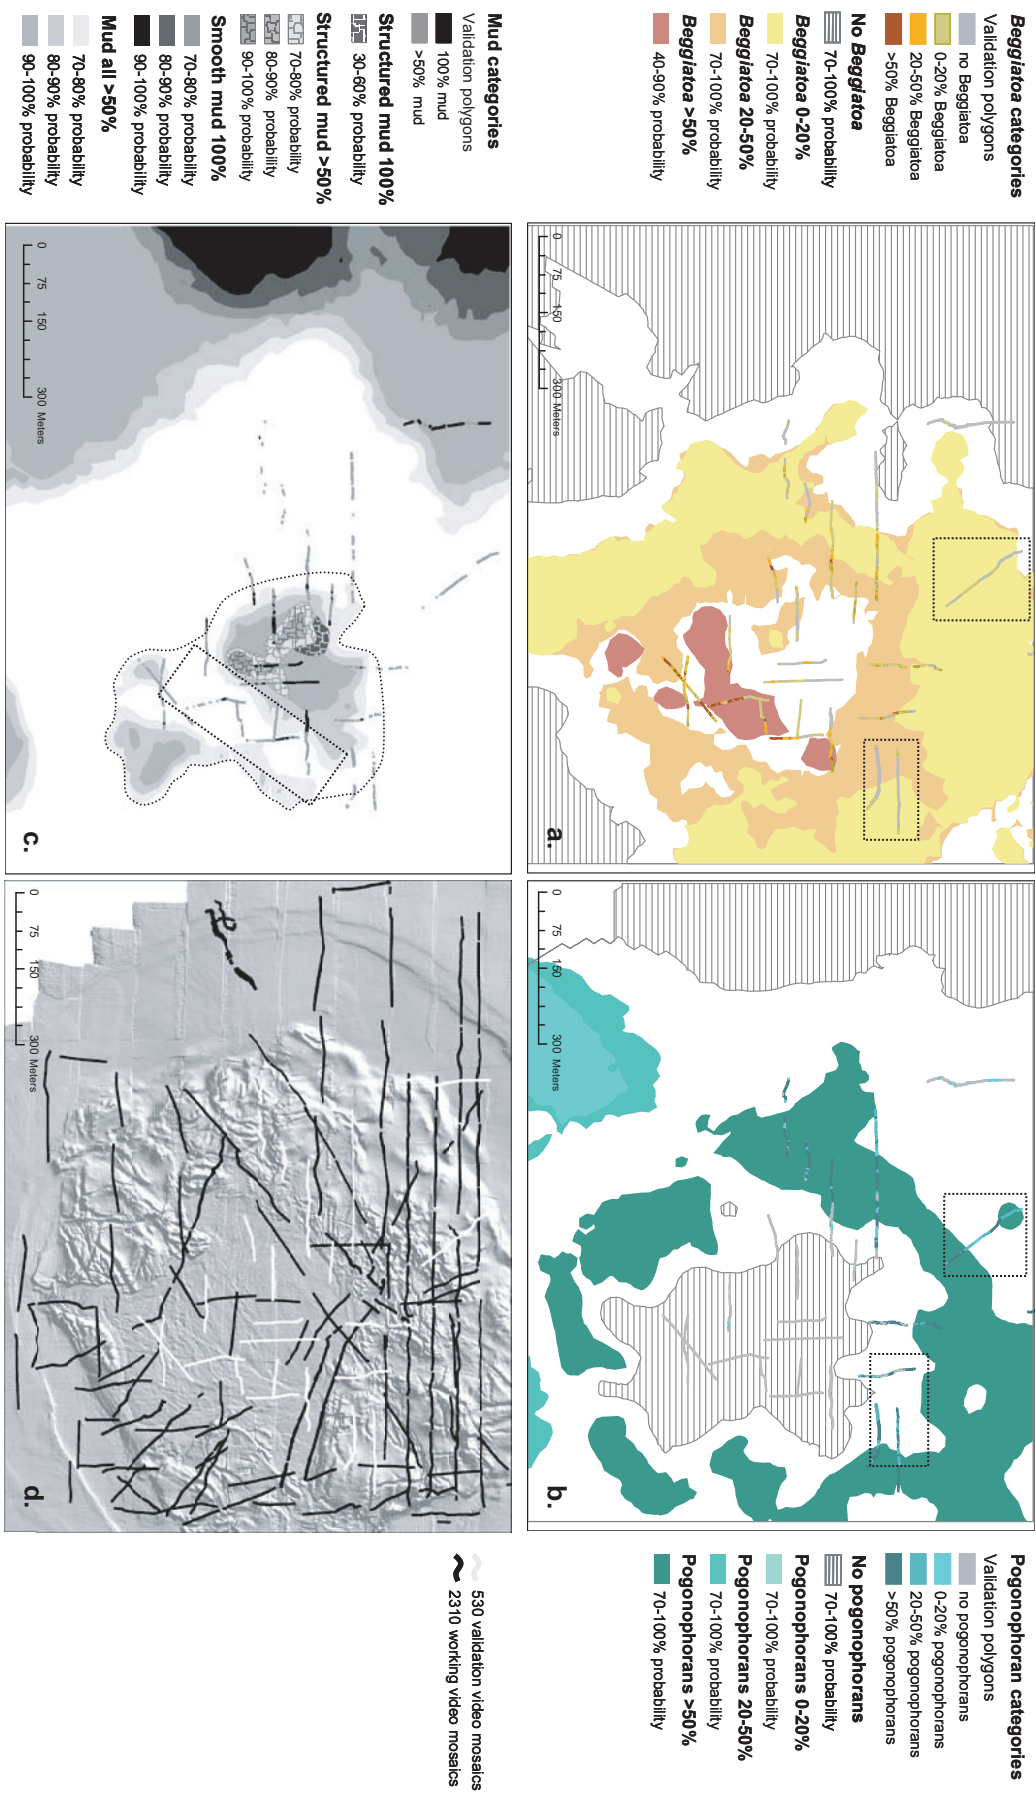 Beggiatoa categories
Validation polygons
no Beggiatoa
0-20% Beggiatoa
20-50% Beggiatoa
>50% Beggiatoa
No Beggiatoa
70-100% probability
Beggiatoa 0-20%
70-100% probability
Beggiatoa 20-50%
70-100% probability
Beggiatoa >50%
40-90% probability
0 75 150 300 Meters
a.
0 75 150 300 Meters
b.
Pogonophoran categories
Validation polygons
no pogonophorans
0-20% pogonophorans
20-50% pogonophorans
>50% pogonophorans
No pogonophorans
70-100% probability
Pogonophorans 0-20%
70-100% probability
Pogonophorans 20-50%
70-100% probability
Pogonophorans >50%
70-100% probability
Mud categories
Validation polygons
100% mud
>50% mud
Structured mud 100%
30-60% probability
Structured mud >50%
70-80% probability
80-90% probability
90-100% probability
Smooth mud 100%
70-80% probability
80-90% probability
90-100% probability
Mud all >50%
70-80% probability
80-90% probability
90-100% probability
0 75 150 300 Meters
c.
0 75 150 300 Meters
d.
530 validation video mosaics
2310 working video mosaics